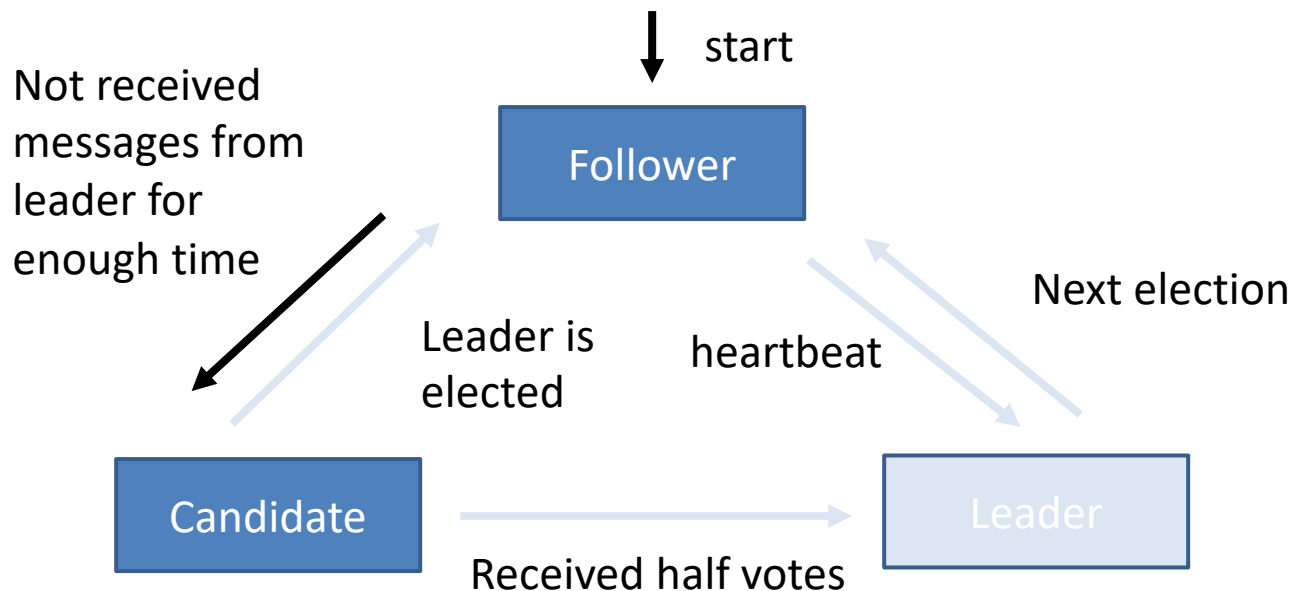 start
Not received
messages from
leader for
enough time
Follower
Next election
Leader is
elected
heartbeat
Candidate
Leader
Received half votes